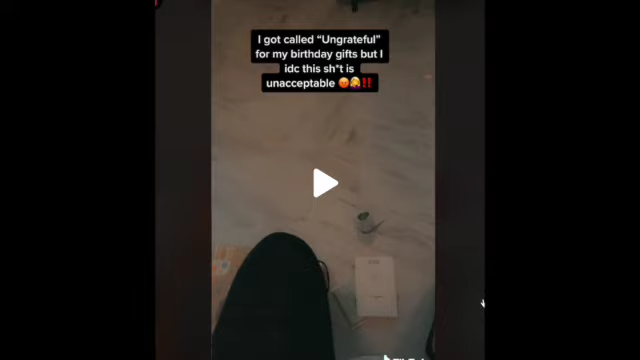 I got called “Ungrateful”
for my birthday gifts but I
idc this sh*t is
unacceptable 😡🤦‍♀️‼️